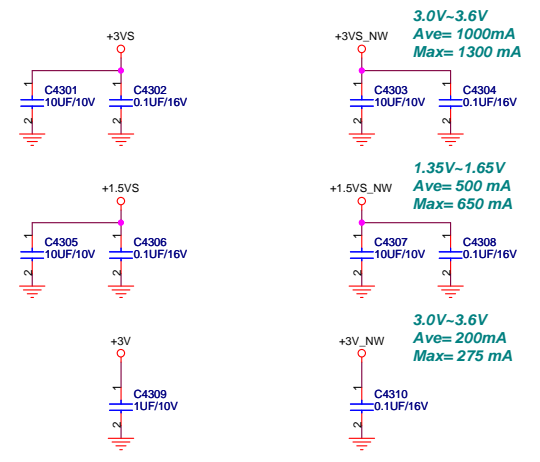 3.0V~3.6V
Ave= 1000mA
Max= 1300 mA
+3VS
+3VS_NW
1
C4301
10UF/10V
2
1
C4302
0.1UF/16V
2
1
C4303
10UF/10V
2
1
C4304
0.1UF/16V
2
1.35V~1.65V
Ave= 500 mA
Max= 650 mA
+1.5VS
+1.5VS_NW
1
C4305
10UF/10V
2
1
C4306
0.1UF/16V
2
1
C4307
10UF/10V
2
1
C4308
0.1UF/16V
2
3.0V~3.6V
Ave= 200mA
Max= 275 mA
+3V
+3V_NW
1
C4309
1UF/10V
2
1
C4310
0.1UF/16V
2